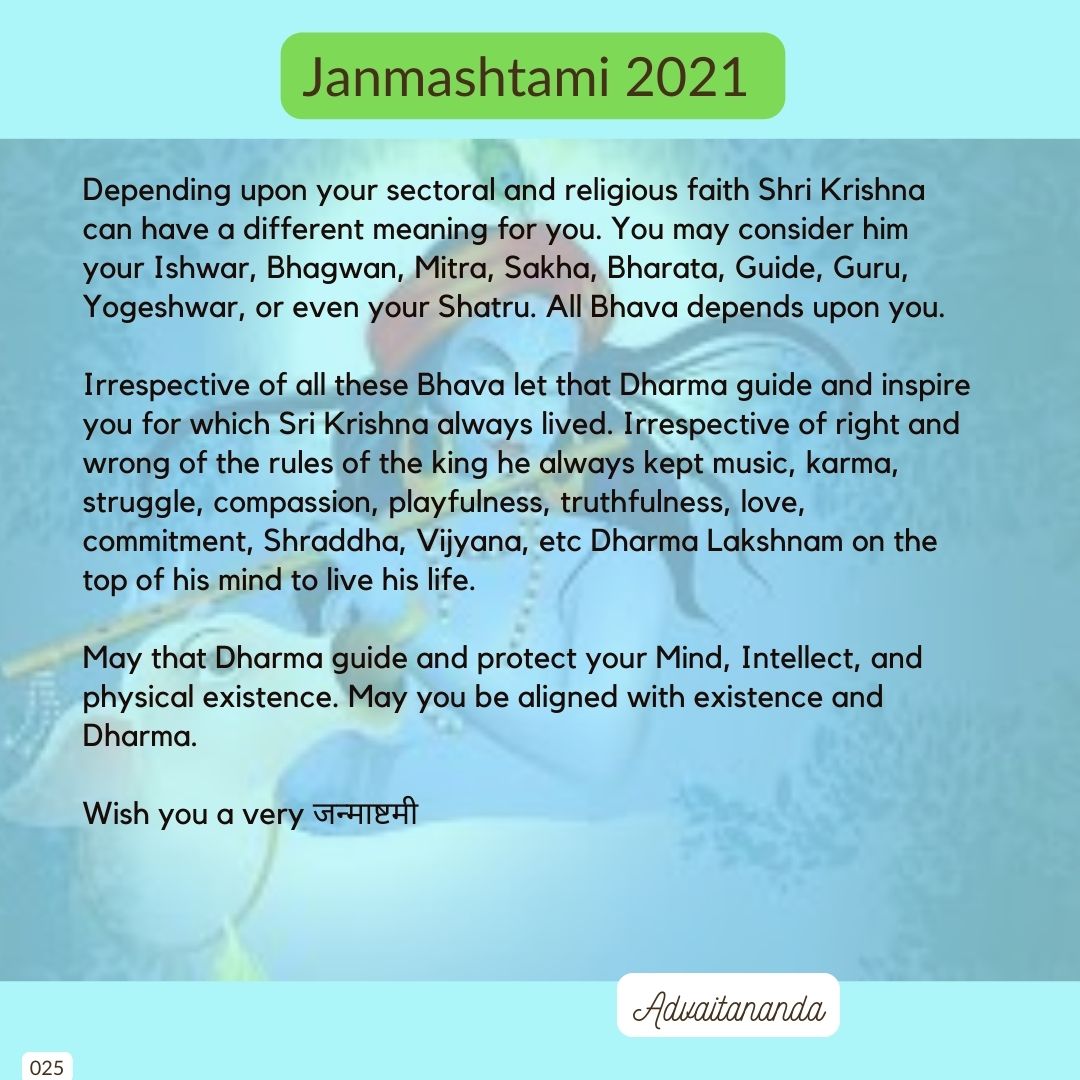 Janmashtami 2021
Depending upon your sectoral and religious faith Shri Krishna
can have a different meaning for you. You may consider him
your Ishwar, Bhagwan, Mitra, Sakha, Bharata, Guide, Guru,
Yogeshwar, or even your Shatru. All Bhava depends upon you.
Irrespective of all these Bhava let that Dharma guide and inspire
you for which Sri Krishna always lived. Irrespective of right and
wrong of the rules of the king he always kept music, karma,
struggle, compassion, playfulness, truthfulness, love,
commitment, Shraddha, Vijyana, etc Dharma Lakshnam on the
top of his mind to live his life.
May that Dharma guide and protect your Mind, Intellect, and
physical existence. May you be aligned with existence and
Dharma.
Wish you a very जन्माष्टमी
Advaitananda
025